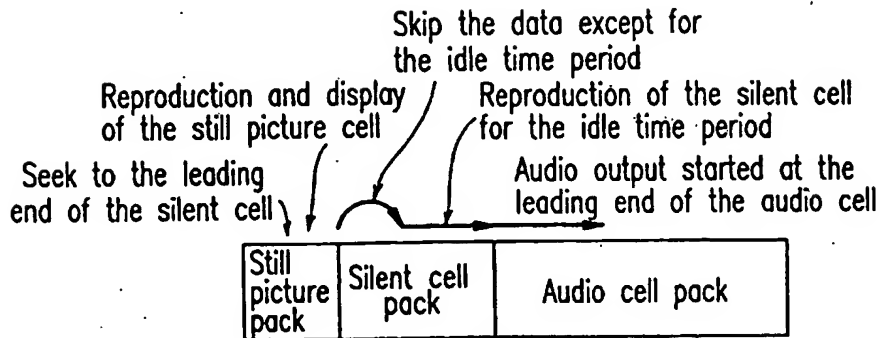 Skip the data except for
the idle time period
Reproduction and display
of the still picture cell
Reproduction of the silent cell
for the idle time period
Seek to the leading
end of the silent cell
Audio output started at the
leading end of the audio cell
Still
picture
pack
Silent cell
pack
Audio cell pack